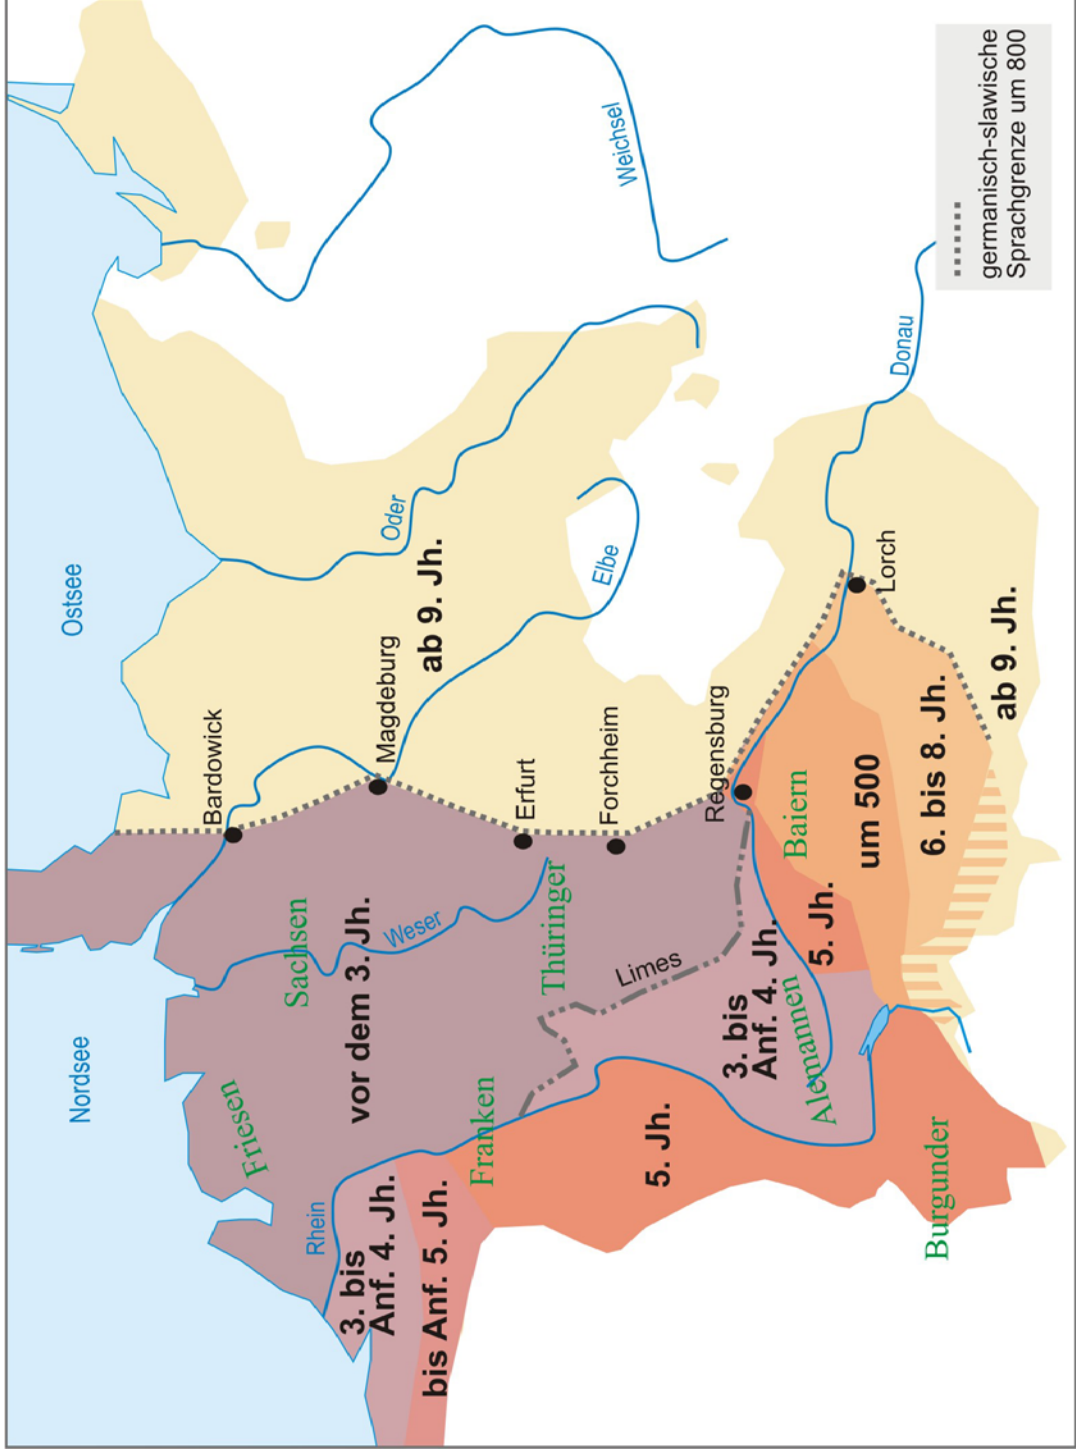 Nordsee
Ostsee
Friesen
Sachsen
Bardowick
Rhein
vor dem 3. Jh.
Weser
Magdeburg
Oder
Weichsel
3. bis
Anf. 4. Jh.
bis Anf. 5. Jh.
ab 9. Jh.
Franken
Thüringer
Erfurt
Elbe
Forchheim
5. Jh.
Limes
Regensburg
3. bis
Anf. 4. Jh.
Alemannen
5. Jh.
Baiern
um 500
6. bis 8. Jh.
Lorch
Donau
Burgunder
ab 9. Jh.
germanisch-slawische
Sprachgrenze um 800